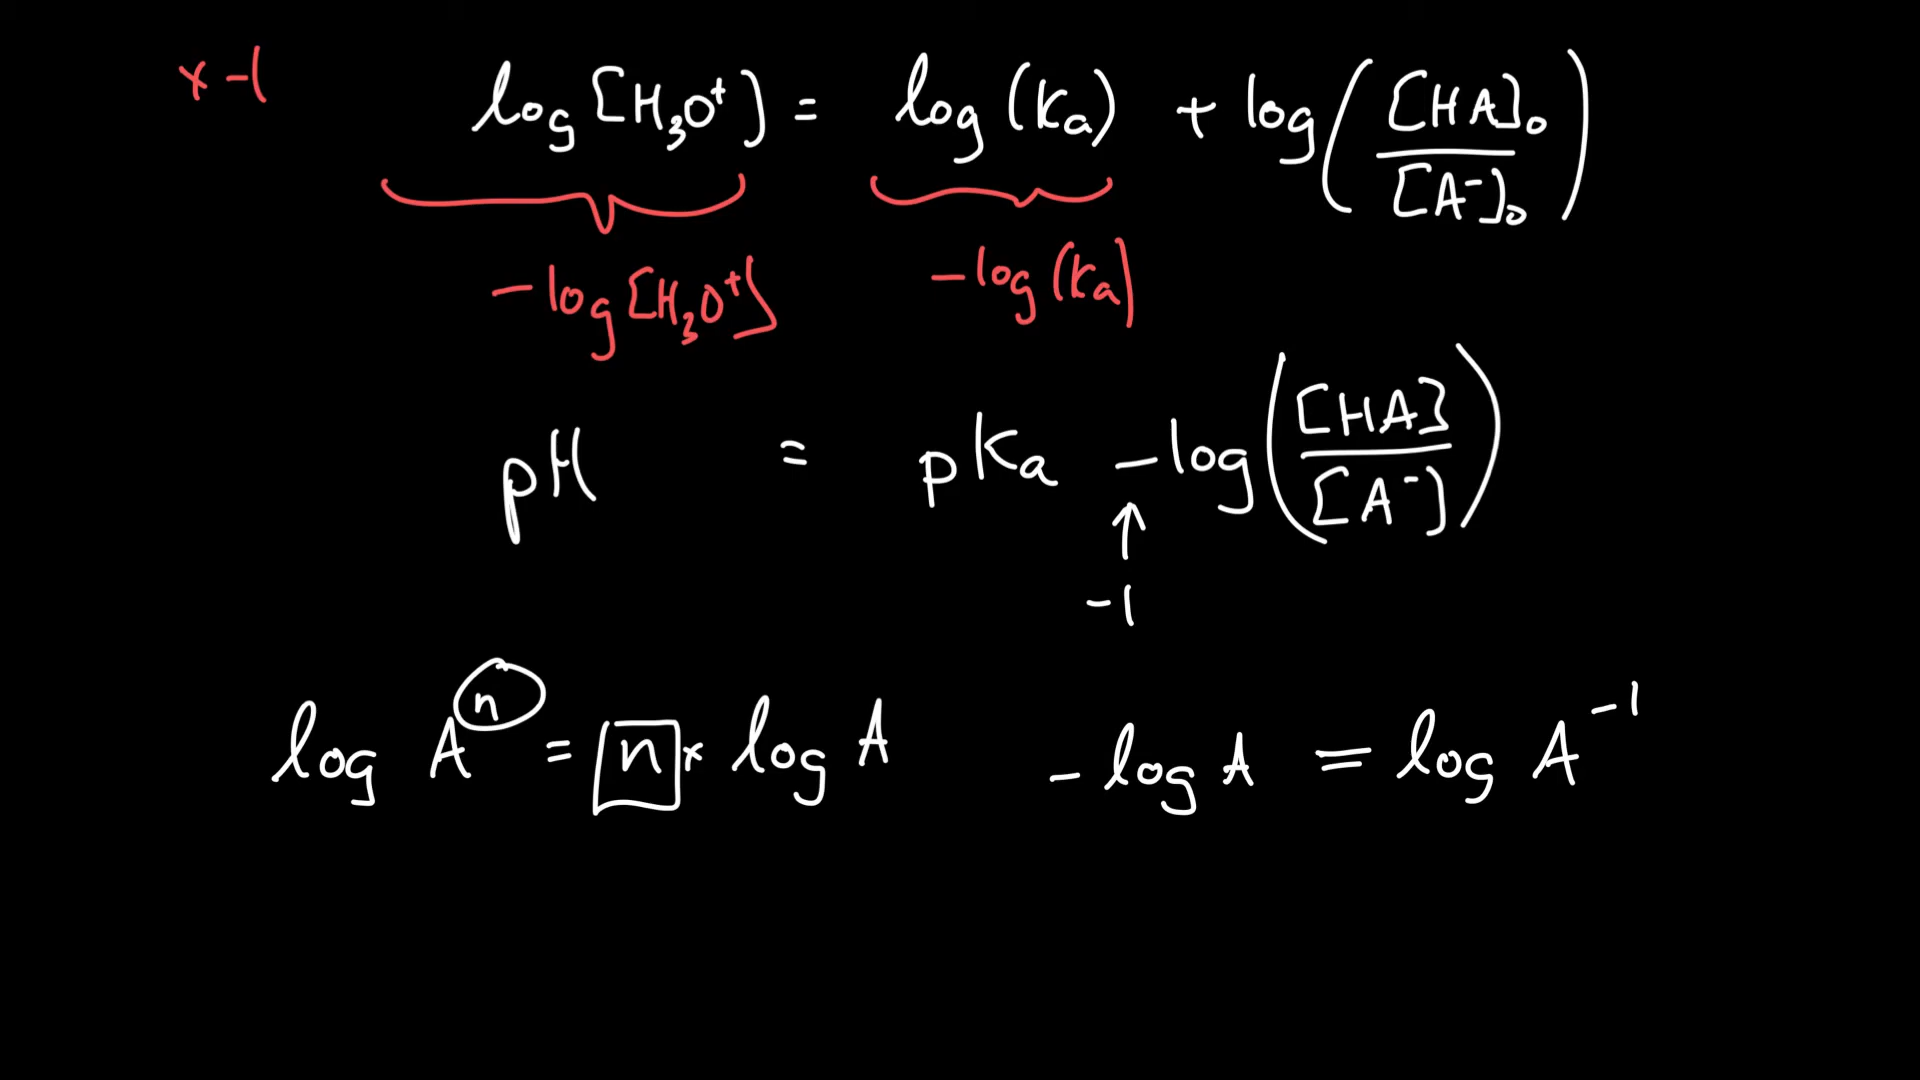 x -1
log [H₃O⁺] = log (Ka) + log ([HA]₀ / [A⁻]₀)
-log [H₃O⁺] -log (Ka)
pH = pKa -log ([HA] / [A⁻])
↑
-1
log Aⁿ = n x log A
-log A = log A⁻¹